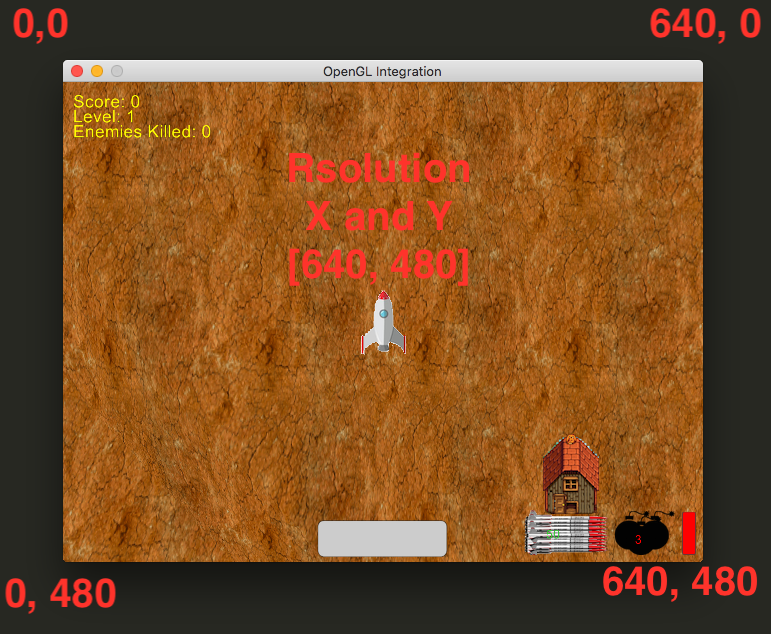 0,0
640, 0
OpenGL Integration
Score: 0
Level: 1
Enemies Killed: 0
Rsolution
X and Y
[640, 480]
3
0, 480
640, 480